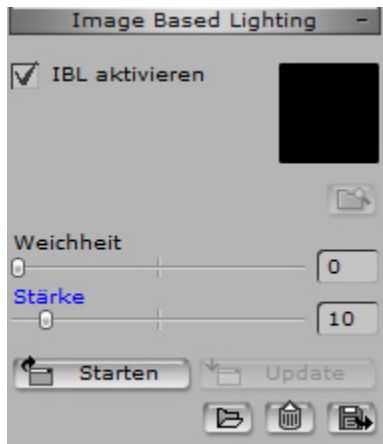 Image Based Lighting -
IBL aktivieren
Weichheit
0
Stärke
10
Starten Update